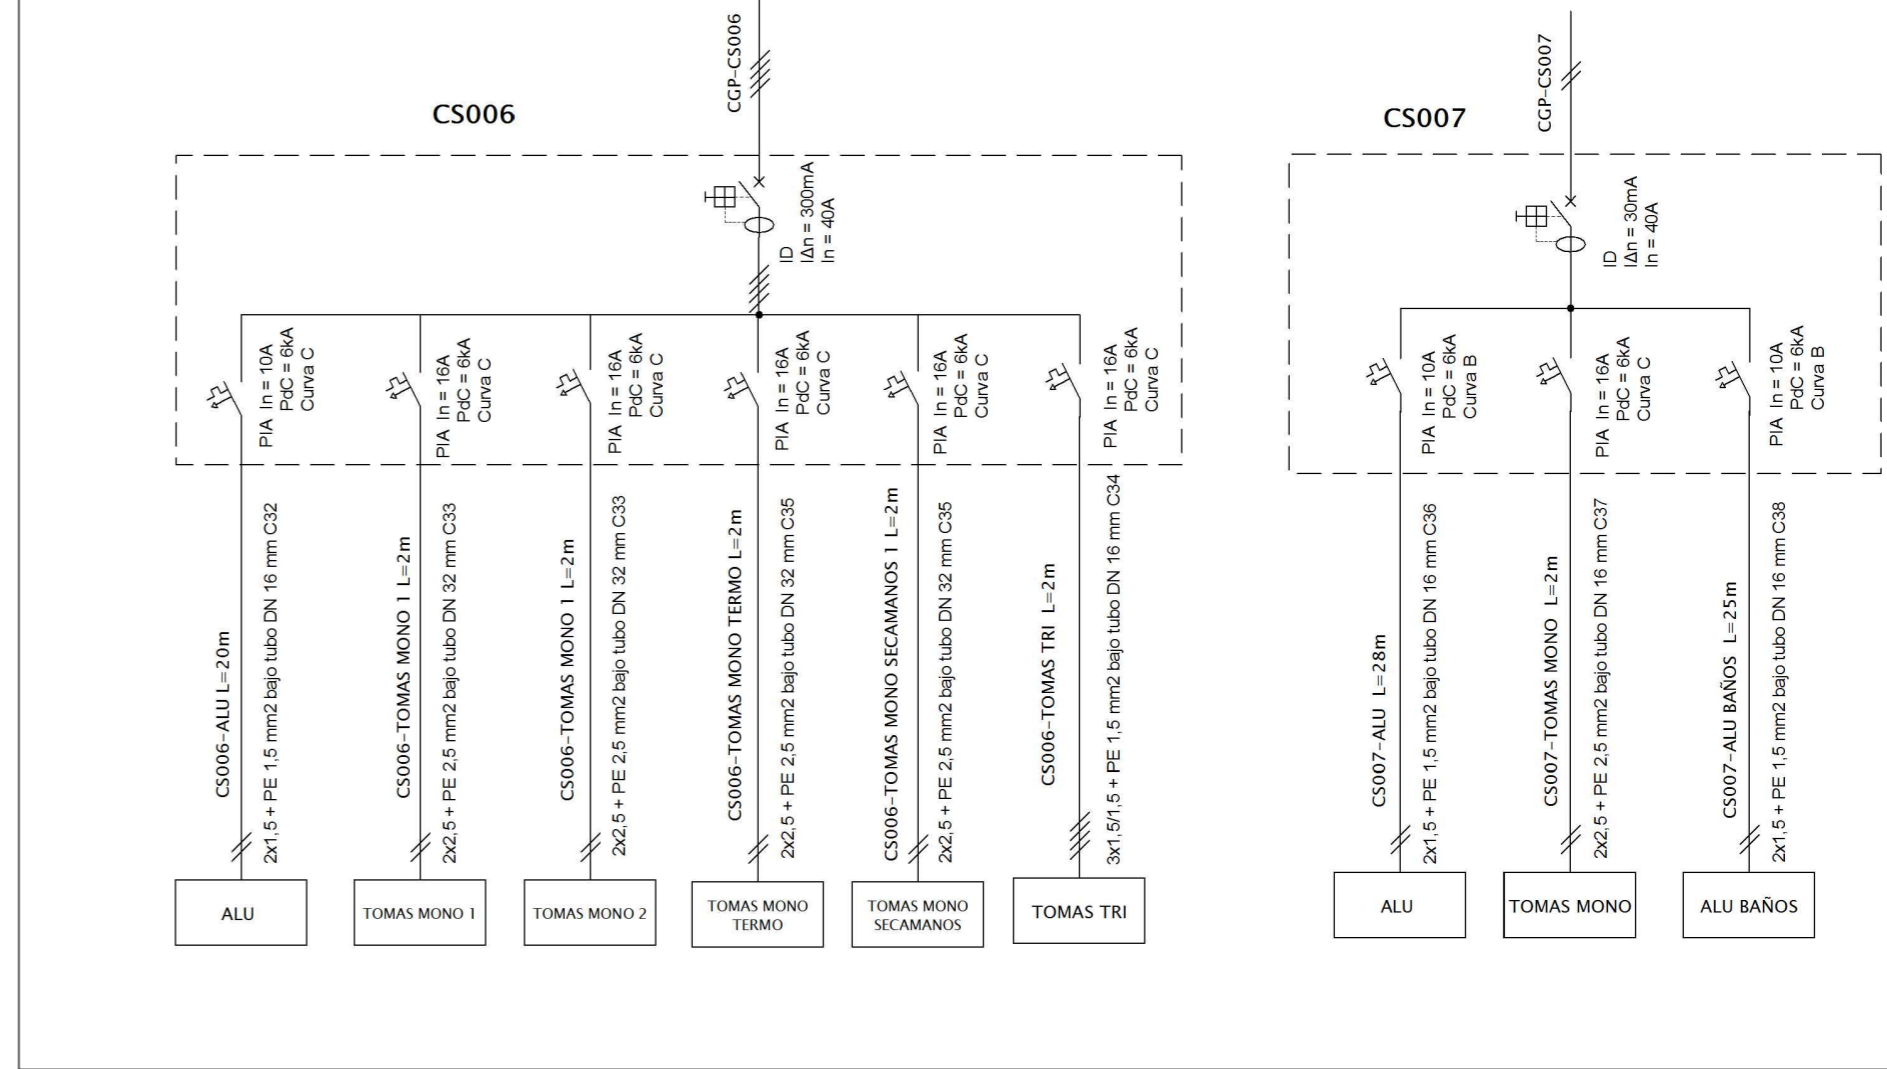 CGP-CS006
CS006
ID
IΔn = 300mA
In = 40A
PIA In = 10A
PdC = 6kA
Curva C
PIA In = 16A
PdC = 6kA
Curva C
PIA In = 16A
PdC = 6kA
Curva C
PIA In = 16A
PdC = 6kA
Curva C
PIA In = 16A
PdC = 6kA
Curva C
PIA In = 16A
PdC = 6kA
Curva C
CS006-ALU L=20m
2x1,5 + PE 1,5 mm2 bajo tubo DN 16 mm C32
CS006-TOMAS MONO 1 L=2m
2x2,5 + PE 2,5 mm2 bajo tubo DN 32 mm C33
CS006-TOMAS MONO 1 L=2m
2x2,5 + PE 2,5 mm2 bajo tubo DN 32 mm C33
CS006-TOMAS MONO TERMO L=2m
2x2,5 + PE 2,5 mm2 bajo tubo DN 32 mm C35
CS006-TOMAS MONO SECAMANOS 1 L=2m
2x2,5 + PE 2,5 mm2 bajo tubo DN 32 mm C35
CS006-TOMAS TRI L=2m
3x1,5/1,5 + PE 1,5 mm2 bajo tubo DN 16 mm C34
ALU
TOMAS MONO 1
TOMAS MONO 2
TOMAS MONO
TERMO
TOMAS MONO
SECAMANOS
TOMAS TRI
CGP-CS007
CS007
ID
IΔn = 30mA
In = 40A
PIA In = 10A
PdC = 6kA
Curva B
PIA In = 16A
PdC = 6kA
Curva C
PIA In = 10A
PdC = 6kA
Curva B
CS007-ALU L=28m
2x1,5 + PE 1,5 mm2 bajo tubo DN 16 mm C36
CS007-TOMAS MONO L=2m
2x2,5 + PE 2,5 mm2 bajo tubo DN 16 mm C37
CS007-ALU BAÑOS L=25m
2x1,5 + PE 1,5 mm2 bajo tubo DN 16 mm C38
ALU
TOMAS MONO
ALU BAÑOS